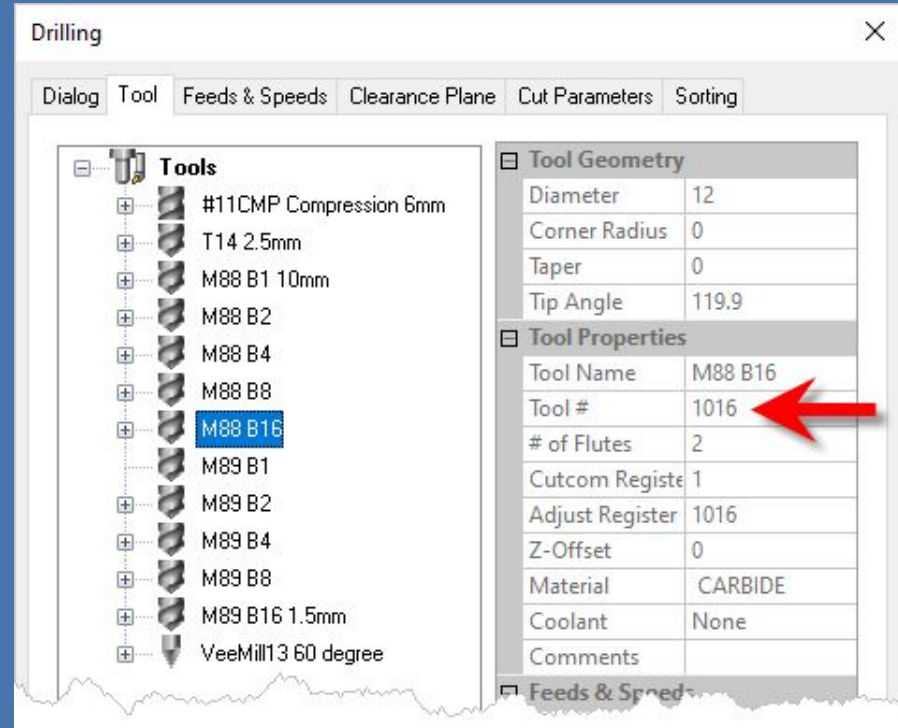 Drilling
Dialog Tool Feeds & Speeds Clearance Plane Cut Parameters Sorting
Tools
#11CMP Compression 6mm
T14 2.5mm
M88 B1 10mm
M88 B2
M88 B4
M88 B8
M88 B16
M89 B1
M89 B2
M89 B4
M89 B8
M89 B16 1.5mm
VeeMill13 60 degree
Tool Geometry
Diameter 12
Corner Radius 0
Taper 0
Tip Angle 119.9
Tool Properties
Tool Name M88 B16
Tool # 1016
# of Flutes 2
Cutcom Registe 1
Adjust Register 1016
Z-Offset 0
Material CARBIDE
Coolant None
Comments
Feeds & Speeds